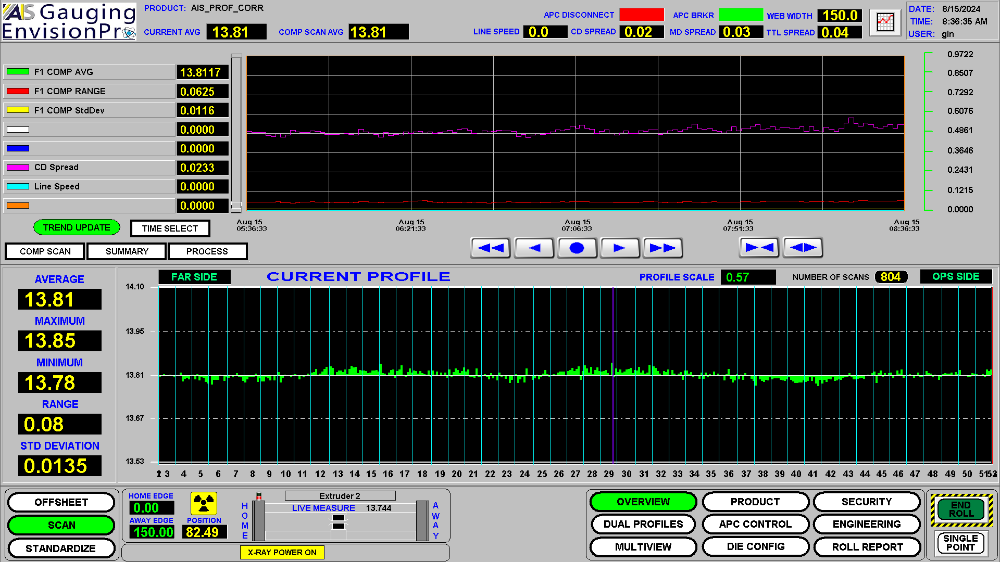 AIS Gauging
EnvisionPro
PRODUCT: AIS_PROF_CORR
CURRENT AVG 13.81 COMP SCAN AVG 13.81
APC DISCONNECT APC BRKR WEB WIDTH 150.0
LINE SPEED 0.0 CD SPREAD 0.02 MD SPREAD 0.03 TTL SPREAD 0.04
DATE: 8/15/2024
TIME: 8:36:35 AM
USER: gln
F1 COMP AVG 13.8117
F1 COMP RANGE 0.0625
F1 COMP StdDev 0.0116
0.0000
0.0000
CD Spread 0.0233
Line Speed 0.0000
0.0000
0.9722
0.8507
0.7292
0.6076
0.4861
0.3646
0.2431
0.1215
0.0000
Aug 15 Aug 15 Aug 15 Aug 15 Aug 15
05:36:33 06:21:33 07:06:33 07:51:33 08:36:33
TREND UPDATE TIME SELECT
COMP SCAN SUMMARY PROCESS
AVERAGE
13.81
MAXIMUM
13.85
MINIMUM
13.78
RANGE
0.08
STD DEVIATION
0.0135
FAR SIDE CURRENT PROFILE PROFILE SCALE 0.57 NUMBER OF SCANS 804 OPS SIDE
14.10
13.95
13.81
13.67
13.53
2 3 4 5 6 7 8 9 10 11 12 13 14 15 16 17 18 19 20 21 22 23 24 25 26 27 28 29 30 31 32 33 34 35 36 37 38 39 40 41 42 43 44 45 46 47 48 49 50 51
OFFSHEET
SCAN
STANDARDIZE
HOME EDGE
0.00
AWAY EDGE
150.00
POSITION
82.49
HOME
Extruder 2
LIVE MEASURE 13.744
AWAY
X-RAY POWER ON
OVERVIEW PRODUCT SECURITY
DUAL PROFILES APC CONTROL ENGINEERING
MULTIVIEW DIE CONFIG ROLL REPORT
END
ROLL
SINGLE
POINT